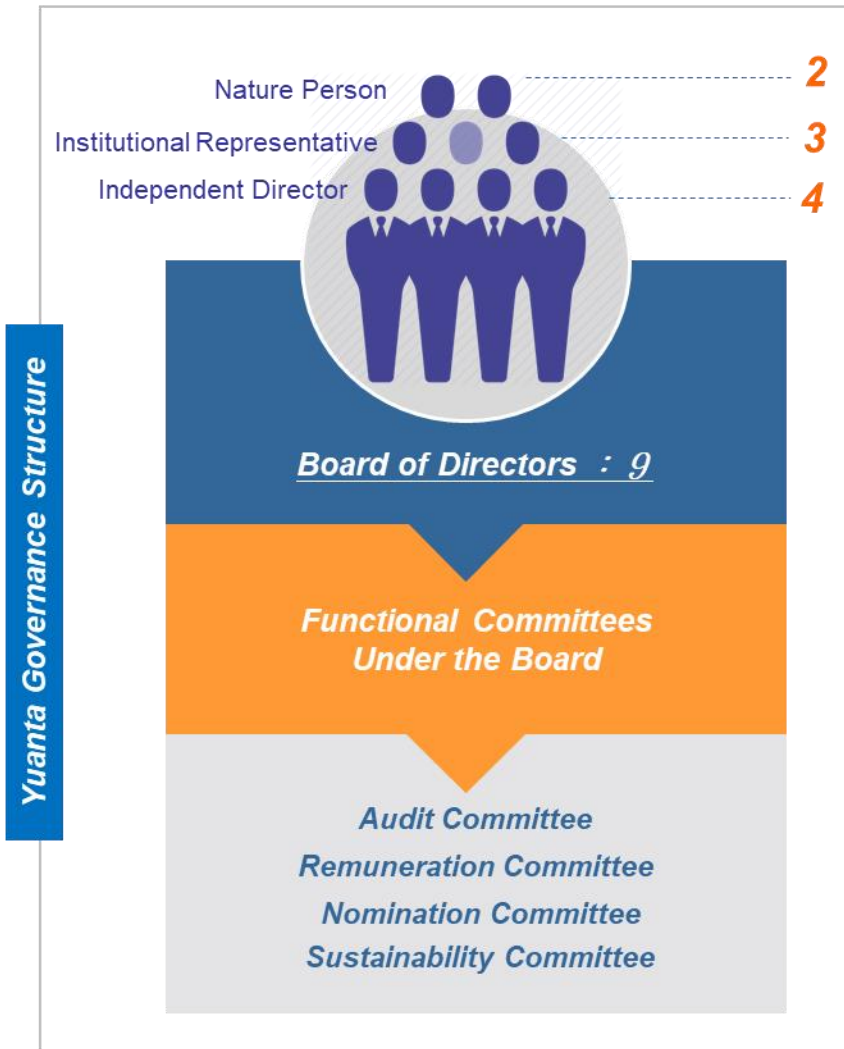 Nature Person
2
Institutional Representative
3
Independent Director
4
Yuanta Governance Structure
Board of Directors : 9
Functional Committees
Under the Board
Audit Committee
Remuneration Committee
Nomination Committee
Sustainability Committee